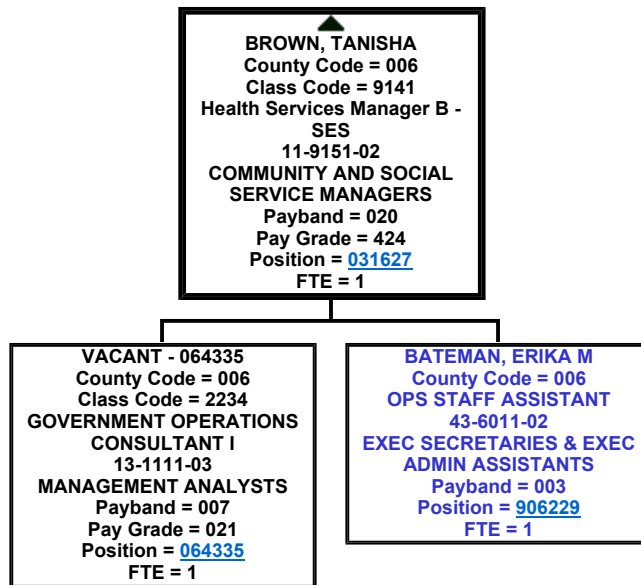 BROWN, TANISHA
County Code = 006
Class Code = 9141
Health Services Manager B -
SES
11-9151-02
COMMUNITY AND SOCIAL
SERVICE MANAGERS
Payband = 020
Pay Grade = 424
Position = 031627
FTE = 1
VACANT - 064335
County Code = 006
Class Code = 2234
GOVERNMENT OPERATIONS
CONSULTANT I
13-1111-03
MANAGEMENT ANALYSTS
Payband = 007
Pay Grade = 021
Position = 064335
FTE = 1
BATEMAN, ERIKA M
County Code = 006
OPS STAFF ASSISTANT
43-6011-02
EXEC SECRETARIES & EXEC
ADMIN ASSISTANTS
Payband = 003
Position = 906229
FTE = 1